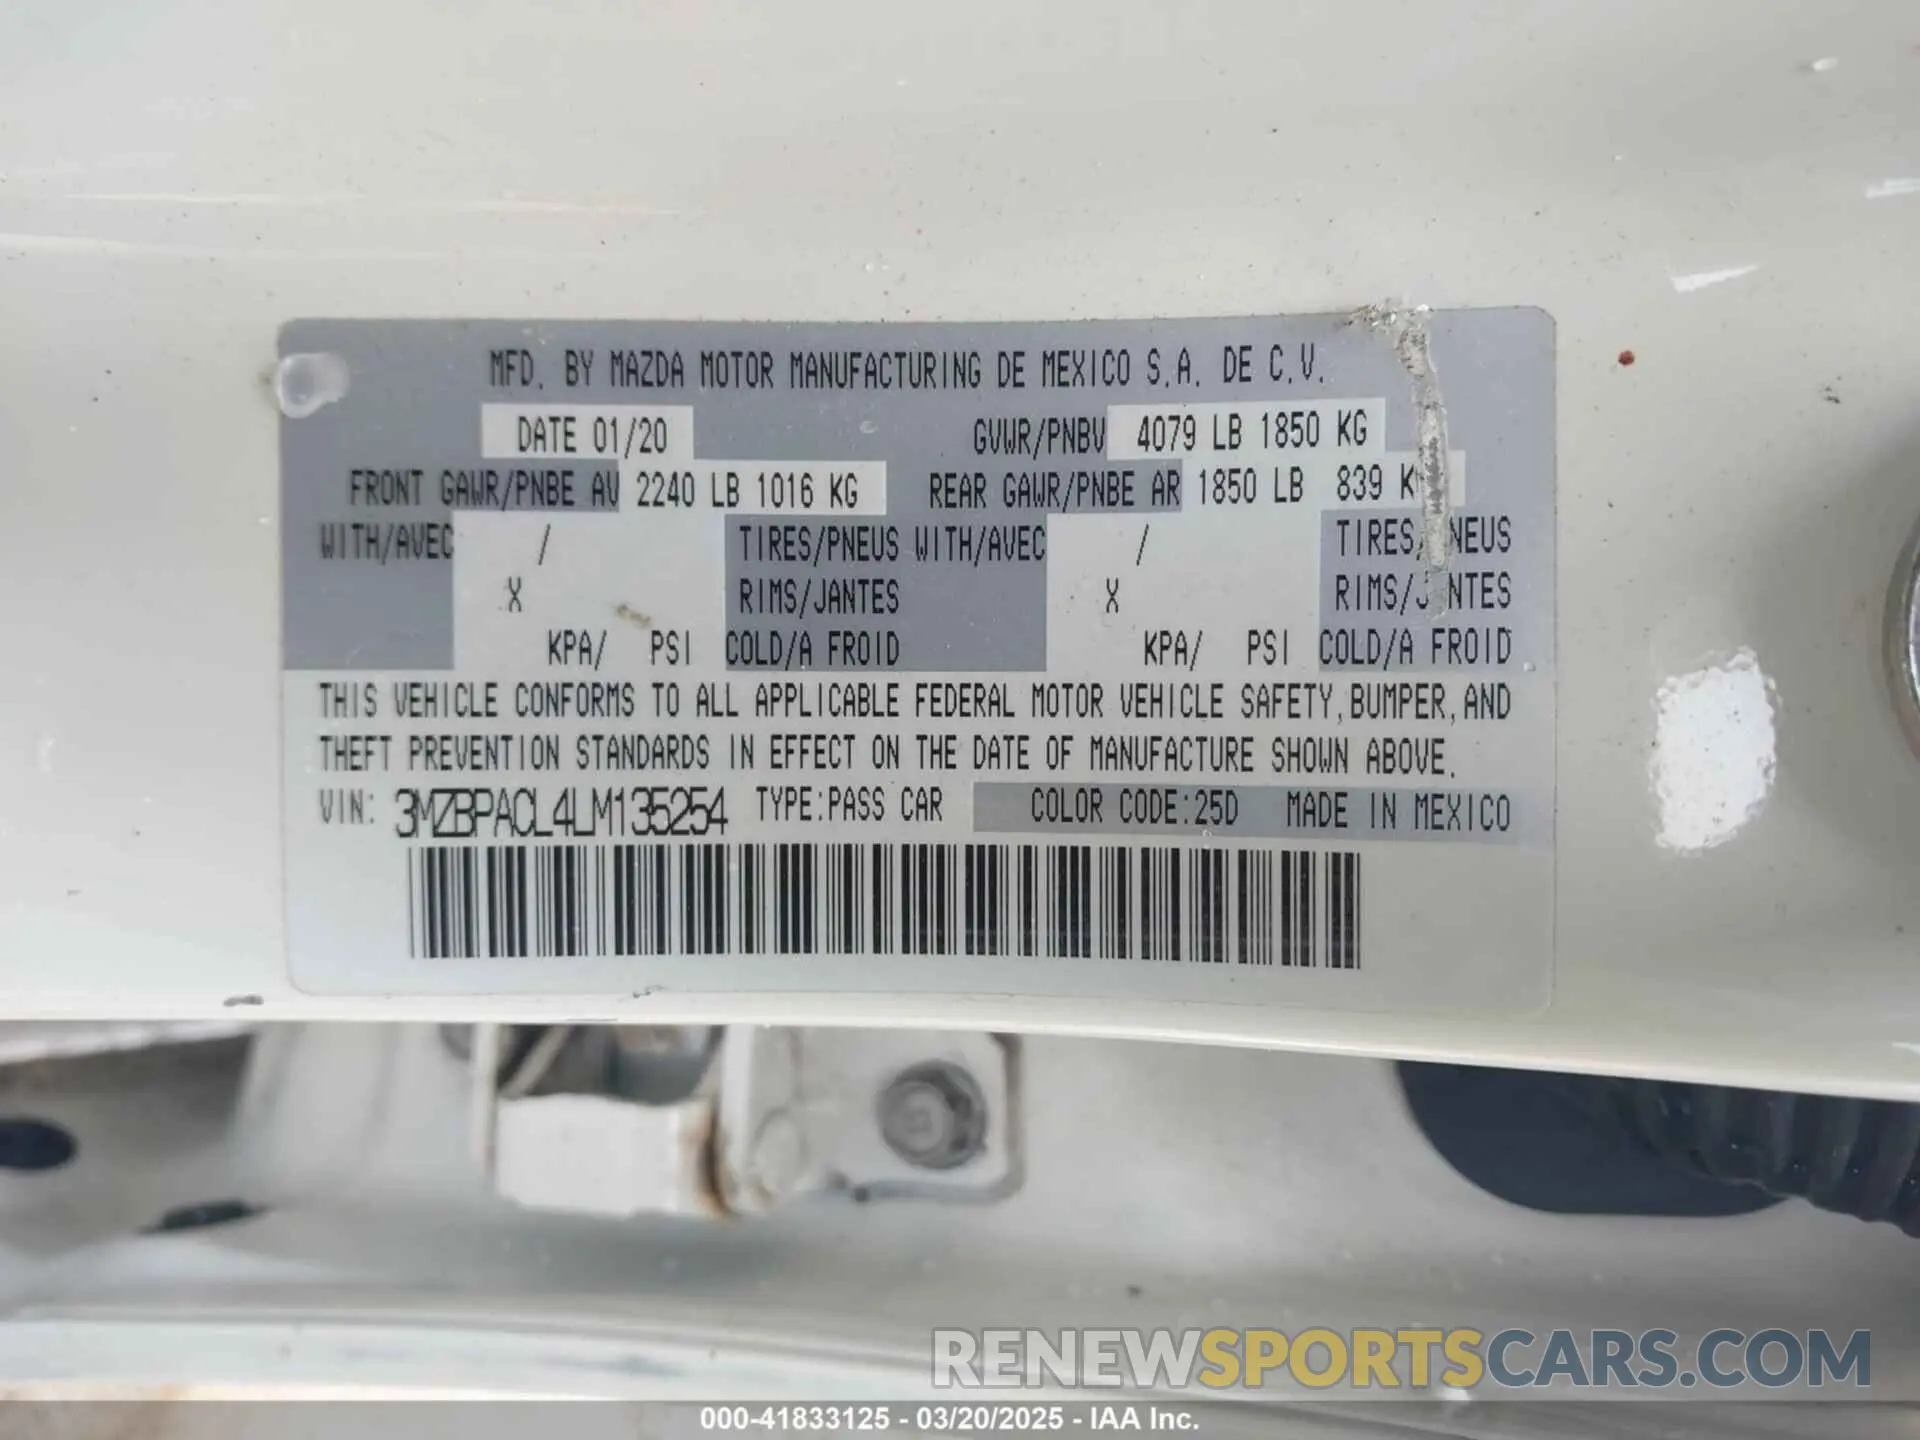 MFD. BY MAZDA MOTOR MANUFACTURING DE MEXICO S.A. DE C.V.
DATE 01/20 GVWR/PNBV 4079 LB 1850 KG
FRONT GAWR/PNBE AV 2240 LB 1016 KG REAR GAWR/PNBE AR 1850 LB 839 K
WITH/AVEC / TIRES/PNEUS WITH/AVEC / TIRES/ NEUS
X RIMS/JANTES X RIMS/J NTES
KPA/ PSI COLD/A FROID KPA/ PSI COLD/A FROID
THIS VEHICLE CONFORMS TO ALL APPLICABLE FEDERAL MOTOR VEHICLE SAFETY, BUMPER, AND
THEFT PREVENTION STANDARDS IN EFFECT ON THE DATE OF MANUFACTURE SHOWN ABOVE.
VIN: 3MZBPACL4LM135254 TYPE:PASS CAR COLOR CODE:25D MADE IN MEXICO
RENEWSPORTSCARS.COM
000-41833125 - 03/20/2025 - IAA Inc.